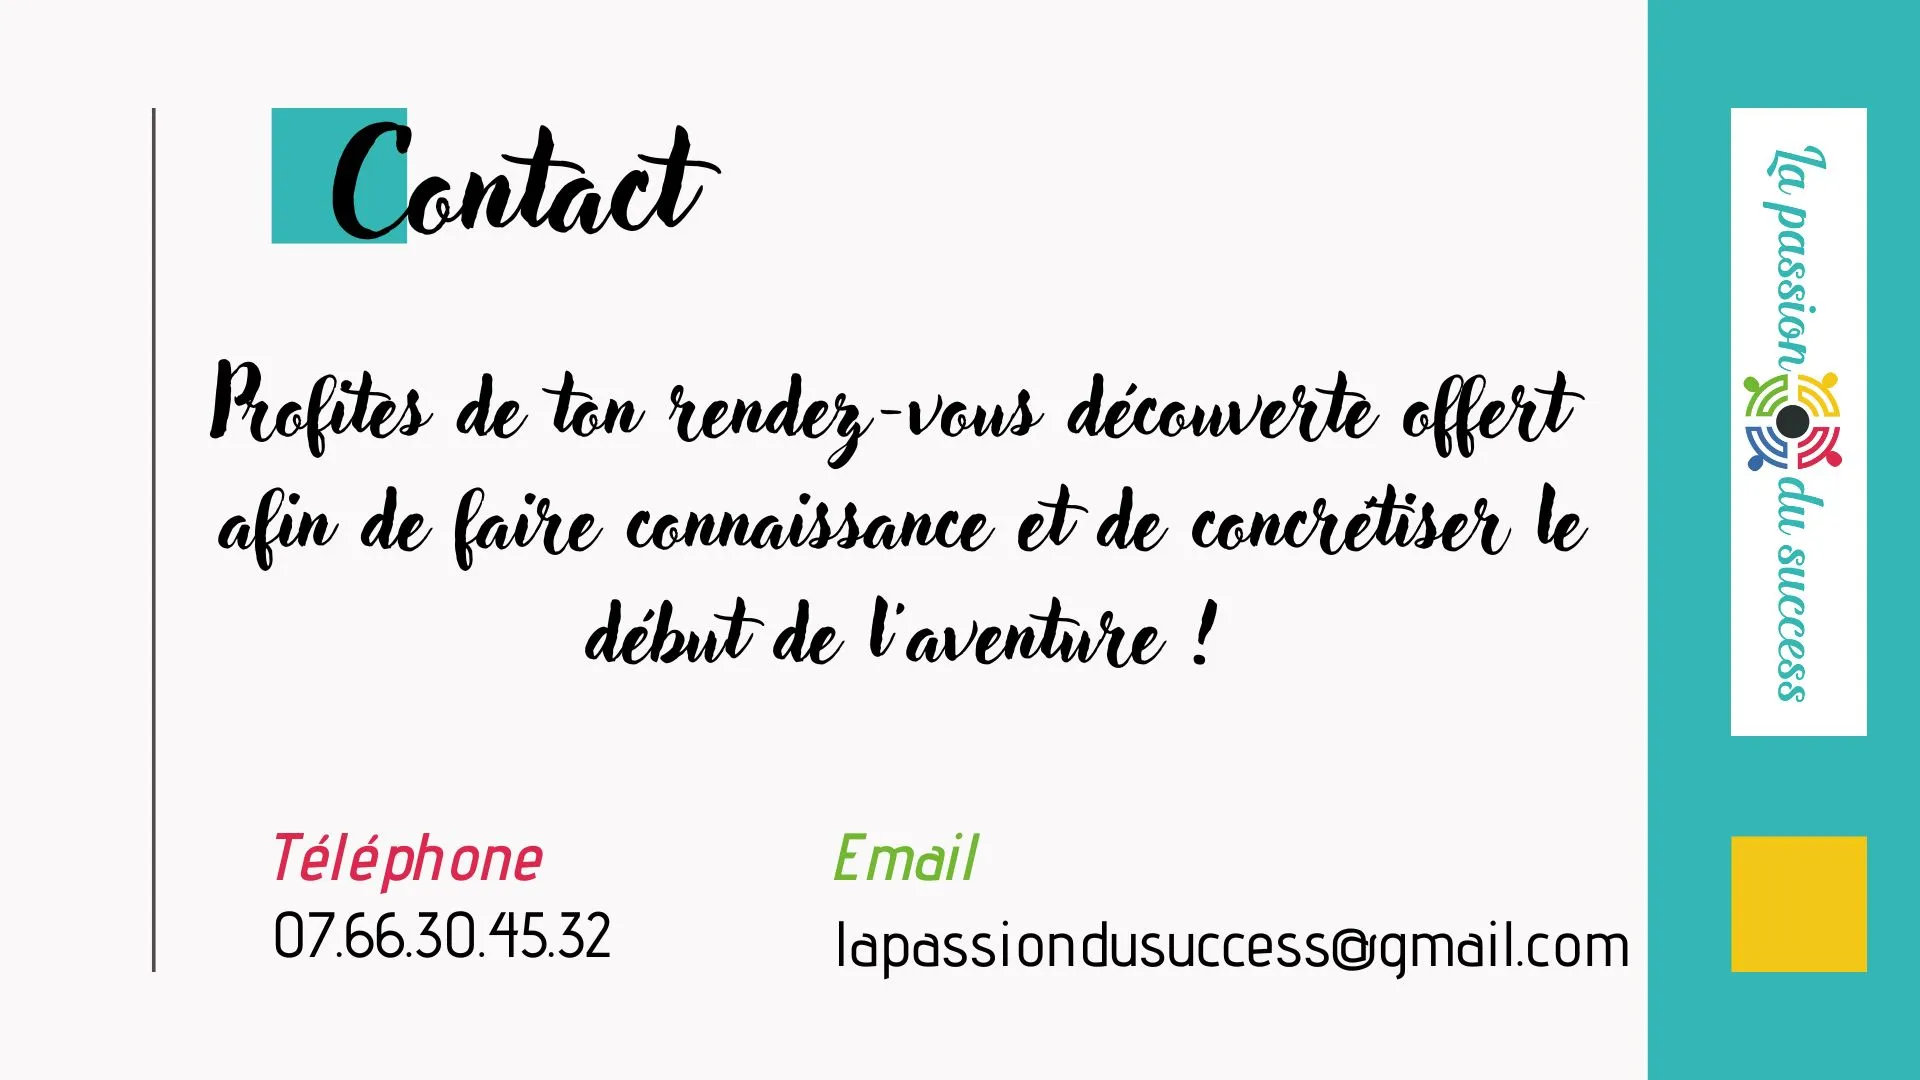 Contact
Profites de ton rendez-vous découverte offert
afin de faire connaissance et de concrétiser le
début de l'aventure !
Téléphone
07.66.30.45.32
Email
lapassiondusuccess@gmail.com
La passion du success